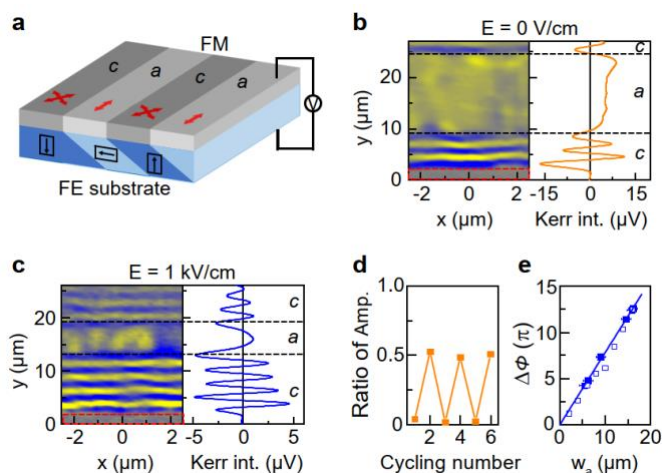 a
FM
c
a
c
a
V
FE substrate
b
E = 0 V/cm
c
a
c
20
10
0
y (μm)
-2 0 2 -15 0 15
x (μm) Kerr int. (μV)
c
E = 1 kV/cm
c
a
c
20
10
0
y (μm)
-2 0 2 -5 0 5
x (μm) Kerr int. (μV)
d
1.0
0.5
0.0
Ratio of Amp.
2 4 6
Cycling number
e
15
10
5
0
ΔΦ (π)
0 10 20
wₐ (μm)